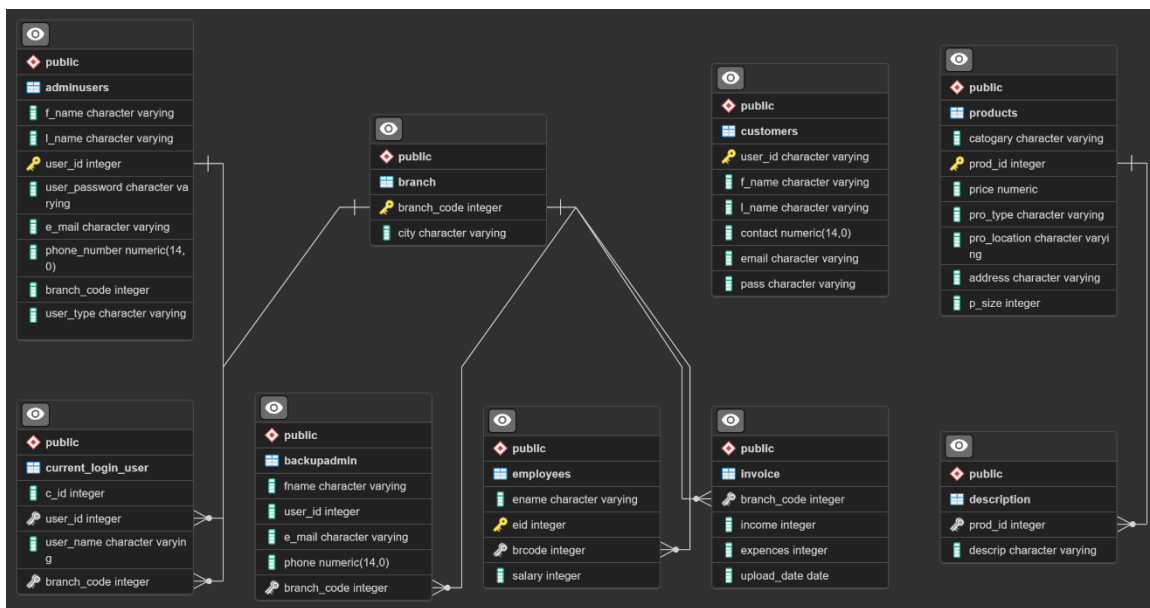 public
adminusers
f_name character varying
l_name character varying
user_id integer
user_password character va
rying
e_mail character varying
phone_number numeric(14,
0)
branch_code integer
user_type character varying
public
branch
branch_code integer
city character varying
public
customers
user_id character varying
f_name character varying
l_name character varying
contact numeric(14,0)
email character varying
pass character varying
public
products
catogary character varying
prod_id integer
price numeric
pro_type character varying
pro_location character varyi
ng
address character varying
p_size integer
public
current_login_user
c_id integer
user_id integer
user_name character varyin
g
branch_code integer
public
backupadmin
fname character varying
user_id integer
e_mail character varying
phone numeric(14,0)
branch_code integer
public
employees
ename character varying
eid integer
brcode integer
salary integer
public
invoice
branch_code integer
income integer
expences integer
upload_date date
public
description
prod_id integer
descrip character varying